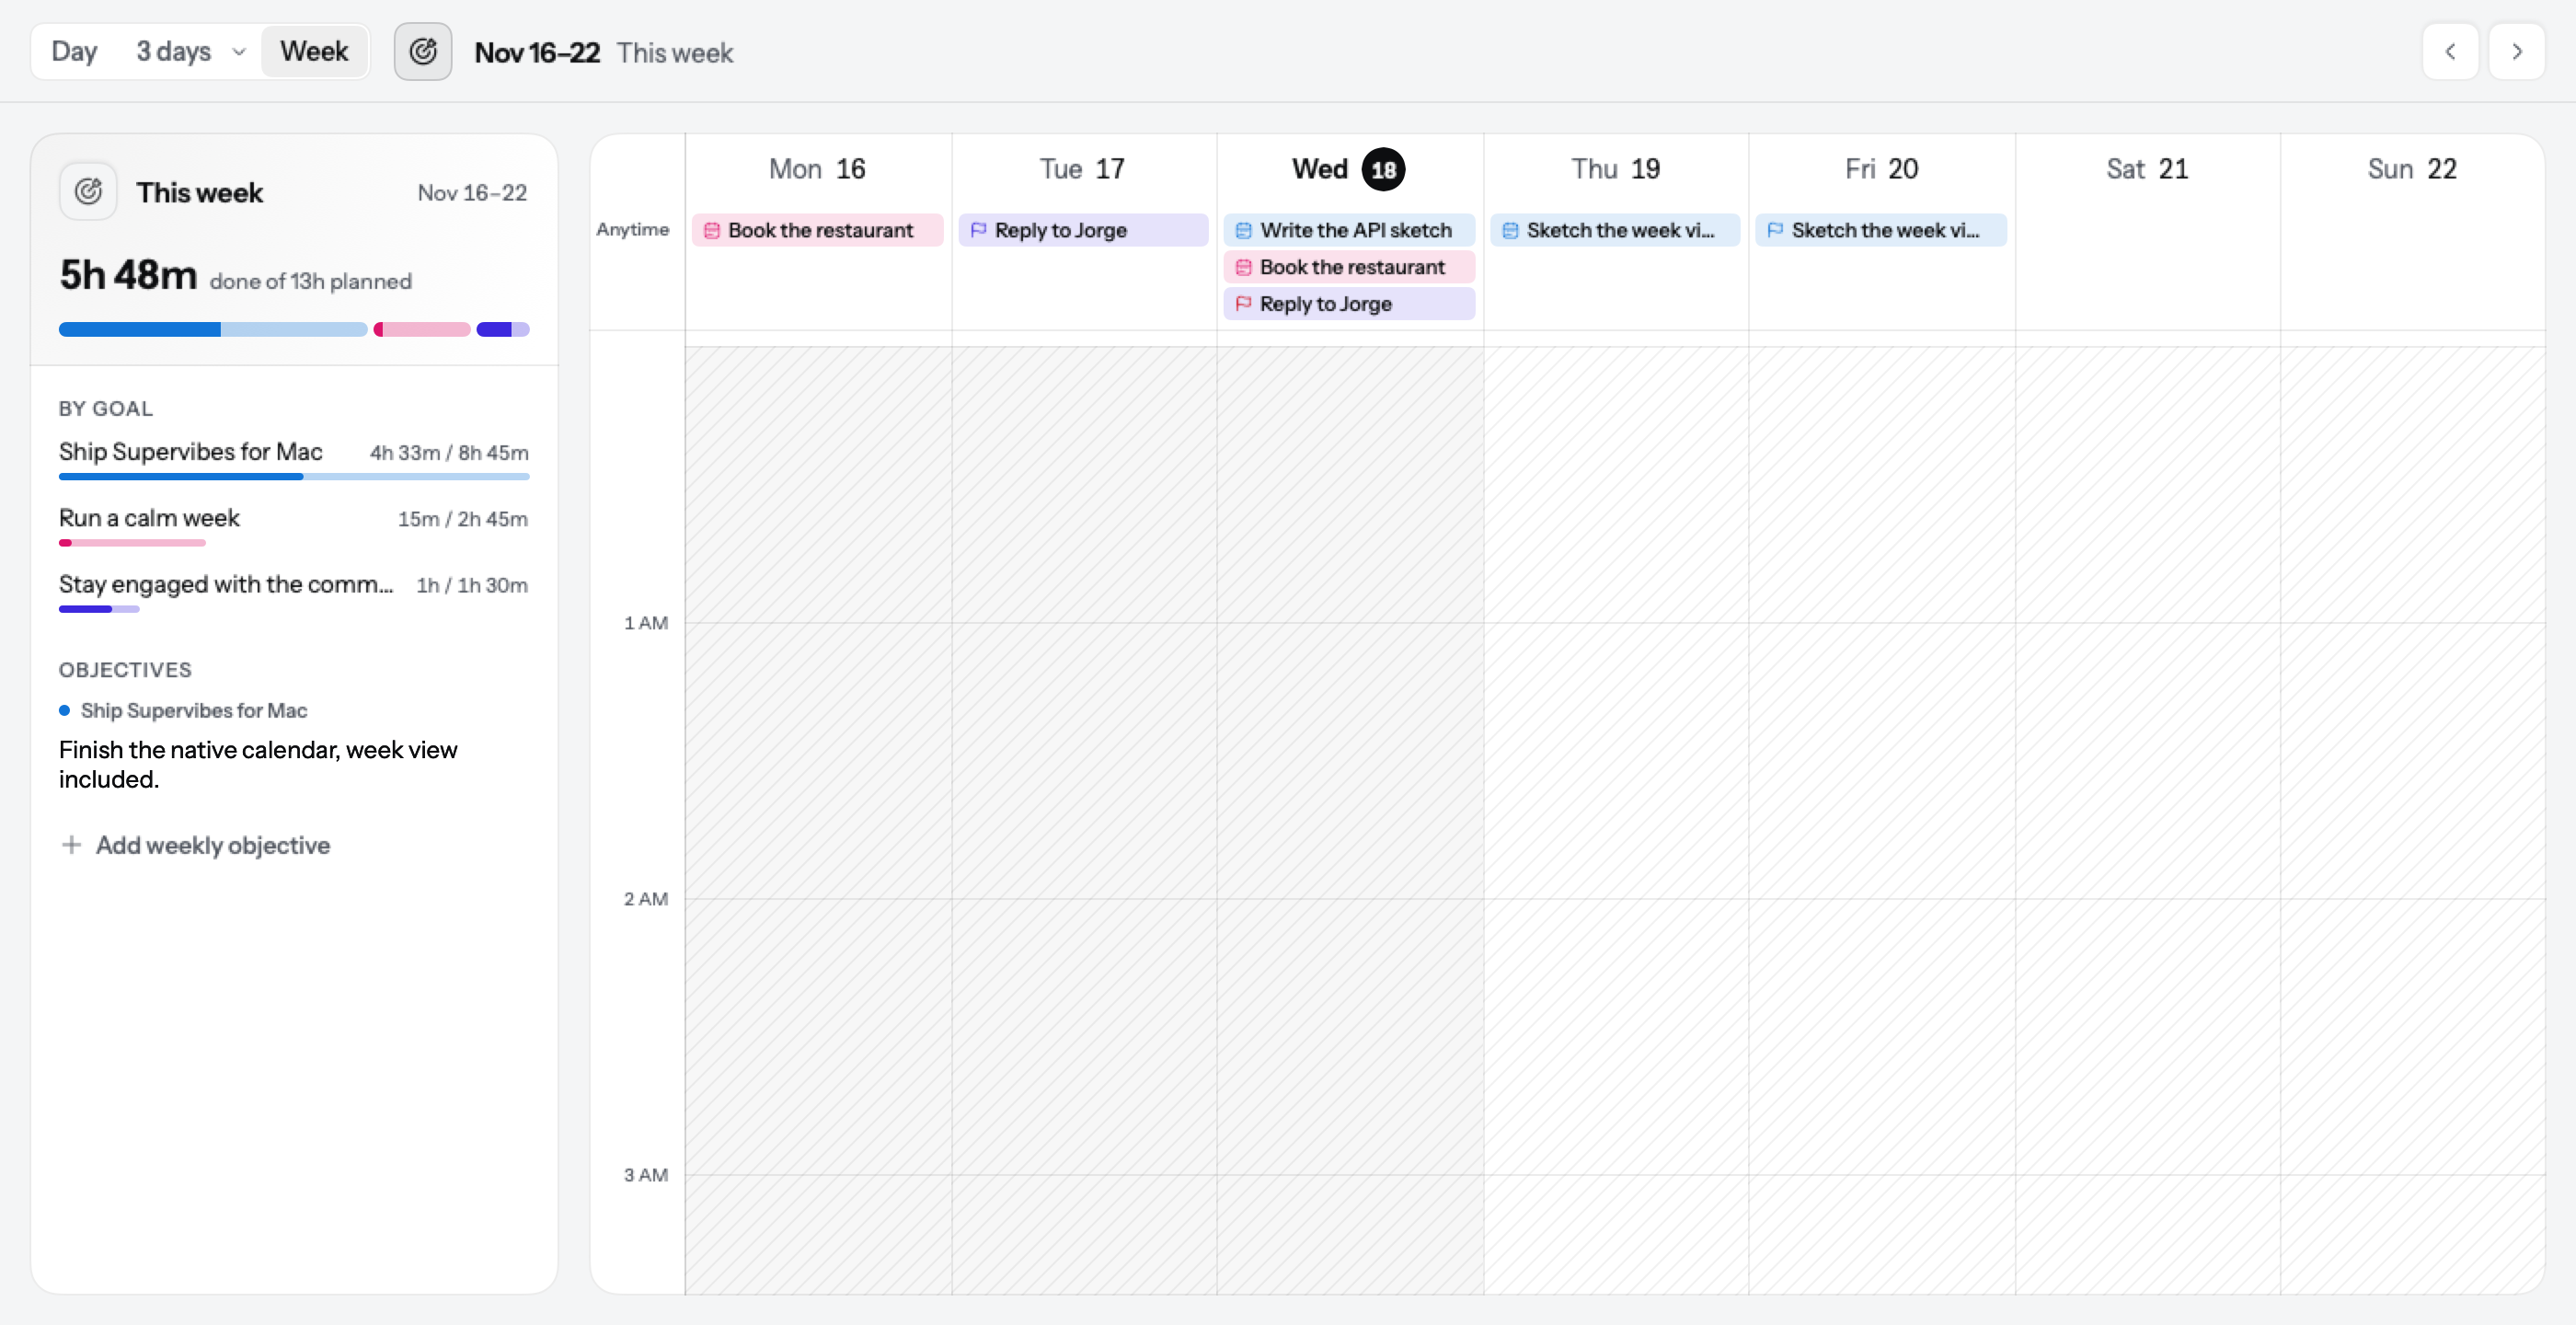 Day 3 days Week Nov 16–22 This week
This week Nov 16–22
5h 48m done of 13h planned
BY GOAL
Ship Supervibes for Mac 4h 33m / 8h 45m
Run a calm week 15m / 2h 45m
Stay engaged with the comm... 1h / 1h 30m
OBJECTIVES
Ship Supervibes for Mac
Finish the native calendar, week view
included.
Add weekly objective
Mon 16 Tue 17 Wed 18 Thu 19 Fri 20 Sat 21 Sun 22
Anytime Book the restaurant Reply to Jorge Write the API sketch Sketch the week vi... Sketch the week vi...
Book the restaurant
Reply to Jorge
1 AM
2 AM
3 AM